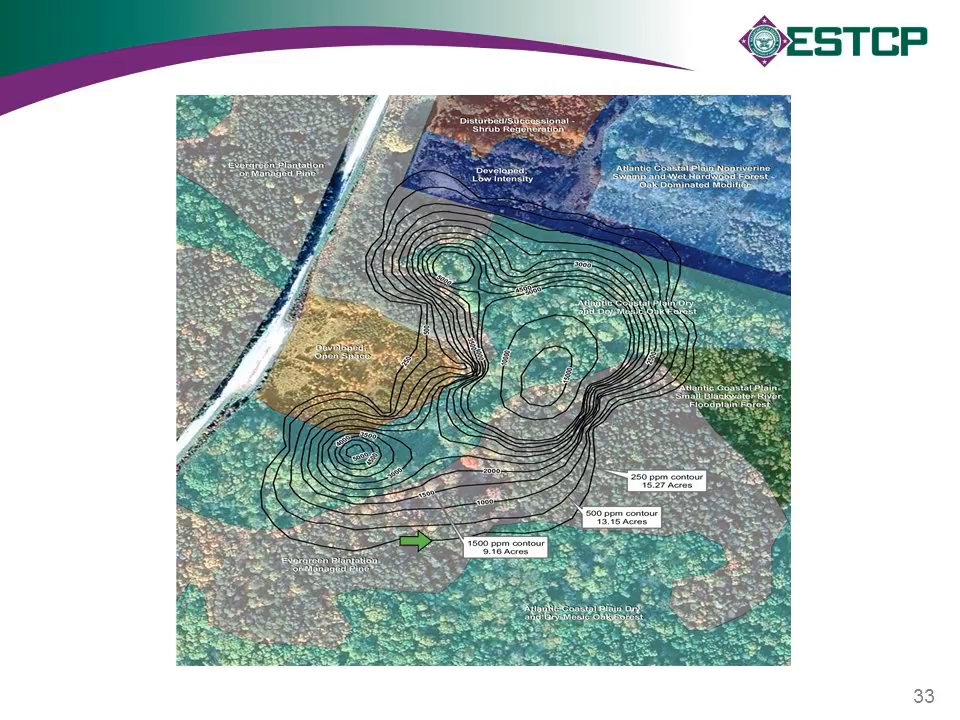 ESTCP
Disturbed/Successional -
Shrub Regeneration
Evergreen Plantation
or Managed Pine
Developed,
Low Intensity
Atlantic Coastal Plain Nonriverine
Swamp and Wet Hardwood Forest -
Oak Dominated Modifier
3000
4500
5000
Atlantic Coastal Plain Dry
and Dry-Mesic Oak Forest
500
250
Developed,
Open Space
Atlantic Coastal Plain
Small Blackwater River
Floodplain Forest
2000
1500
1000
250 ppm contour
15.27 Acres
500 ppm contour
13.15 Acres
1500 ppm contour
9.16 Acres
Evergreen Plantation
or Managed Pine
Atlantic Coastal Plain Dry
and Dry-Mesic Oak Forest
33